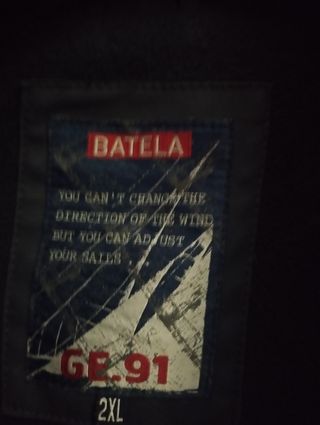 BATELA
YOU CAN'T CHANGE THE
DIRECTION OF THE WIND
BUT YOU CAN ADJUST
YOUR SAILS...
GE.91
2XL